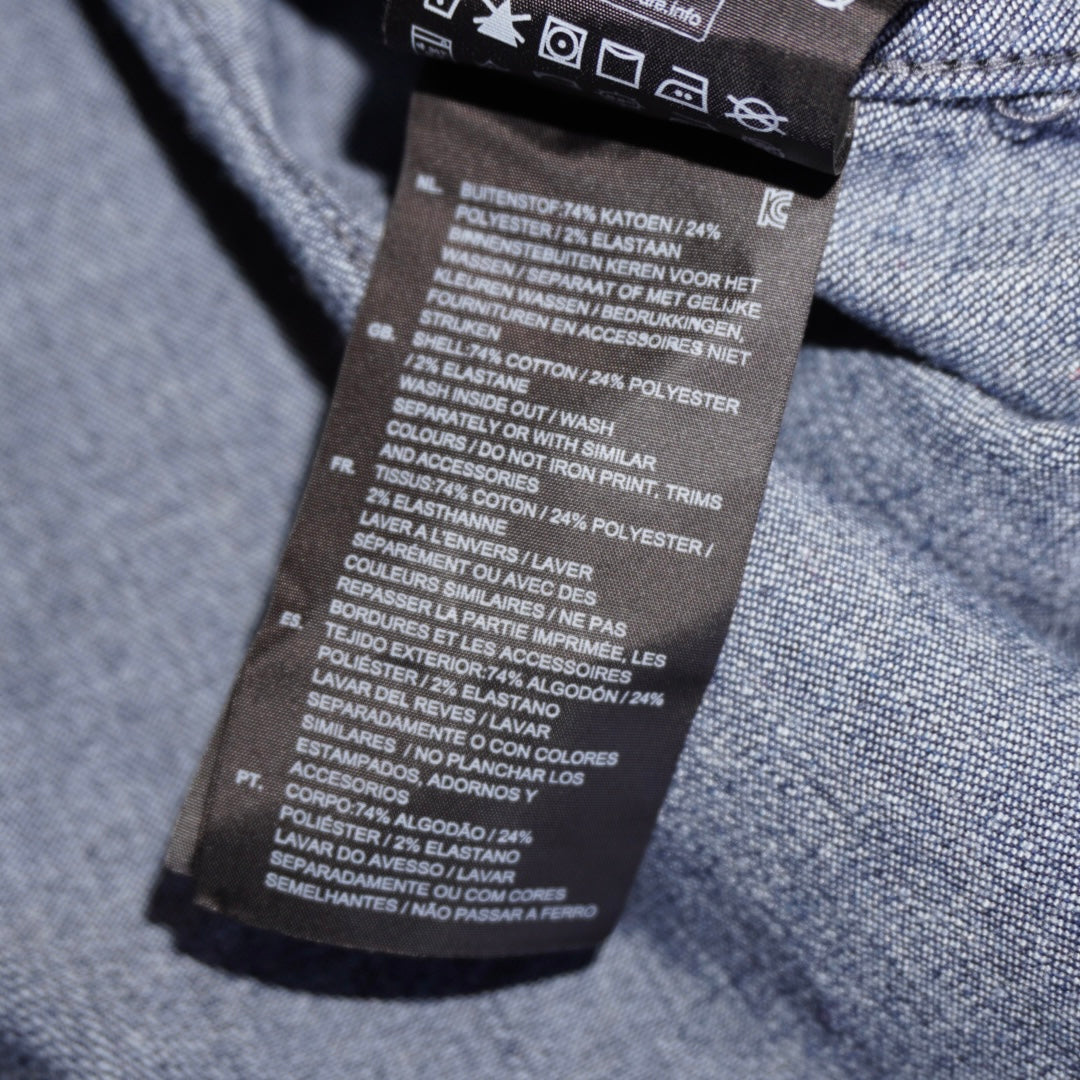 re.info
NL. BUITENSTOF:74% KATOEN / 24%
POLYESTER / 2% ELASTAAN
BINNENSTEBUITEN KEREN VOOR HET
WASSEN / SEPARAAT OF MET GELIJKE
KLEUREN WASSEN / BEDRUKKINGEN,
FOURNITUREN EN ACCESSOIRES NIET
STRIJKEN
GB. SHELL:74% COTTON / 24% POLYESTER
/ 2% ELASTANE
WASH INSIDE OUT / WASH
SEPARATELY OR WITH SIMILAR
COLOURS / DO NOT IRON PRINT, TRIMS
AND ACCESSORIES
FR. TISSUS:74% COTON / 24% POLYESTER /
2% ELASTHANNE
LAVER A L'ENVERS / LAVER
SÉPARÉMENT OU AVEC DES
COULEURS SIMILAIRES / NE PAS
REPASSER LA PARTIE IMPRIMÉE, LES
BORDURES ET LES ACCESSOIRES
ES. TEJIDO EXTERIOR:74% ALGODÓN / 24%
POLIÉSTER / 2% ELASTANO
LAVAR DEL REVES / LAVAR
SEPARADAMENTE O CON COLORES
SIMILARES / NO PLANCHAR LOS
ESTAMPADOS, ADORNOS Y
ACCESORIOS
PT. CORPO:74% ALGODÃO / 24%
POLIÉSTER / 2% ELASTANO
LAVAR DO AVESSO / LAVAR
SEPARADAMENTE OU COM CORES
SEMELHANTES / NÃO PASSAR A FERRO